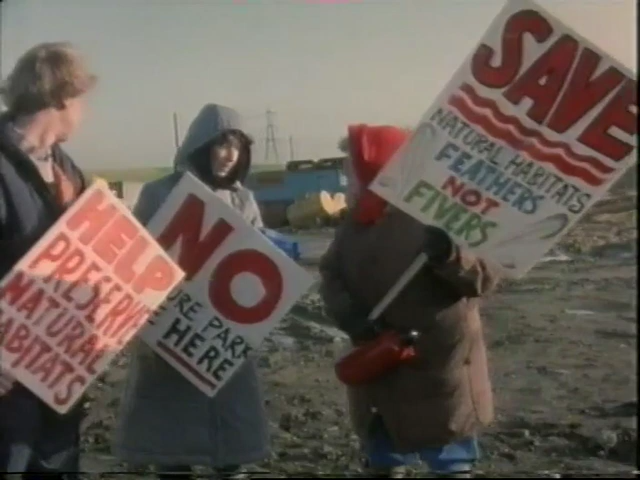 HELP
PRESERVE
NATURAL
HABITATS
NO
PARK
HERE
SAVE
NATURAL HABITATS
FEATHERS
NOT
FIVERS